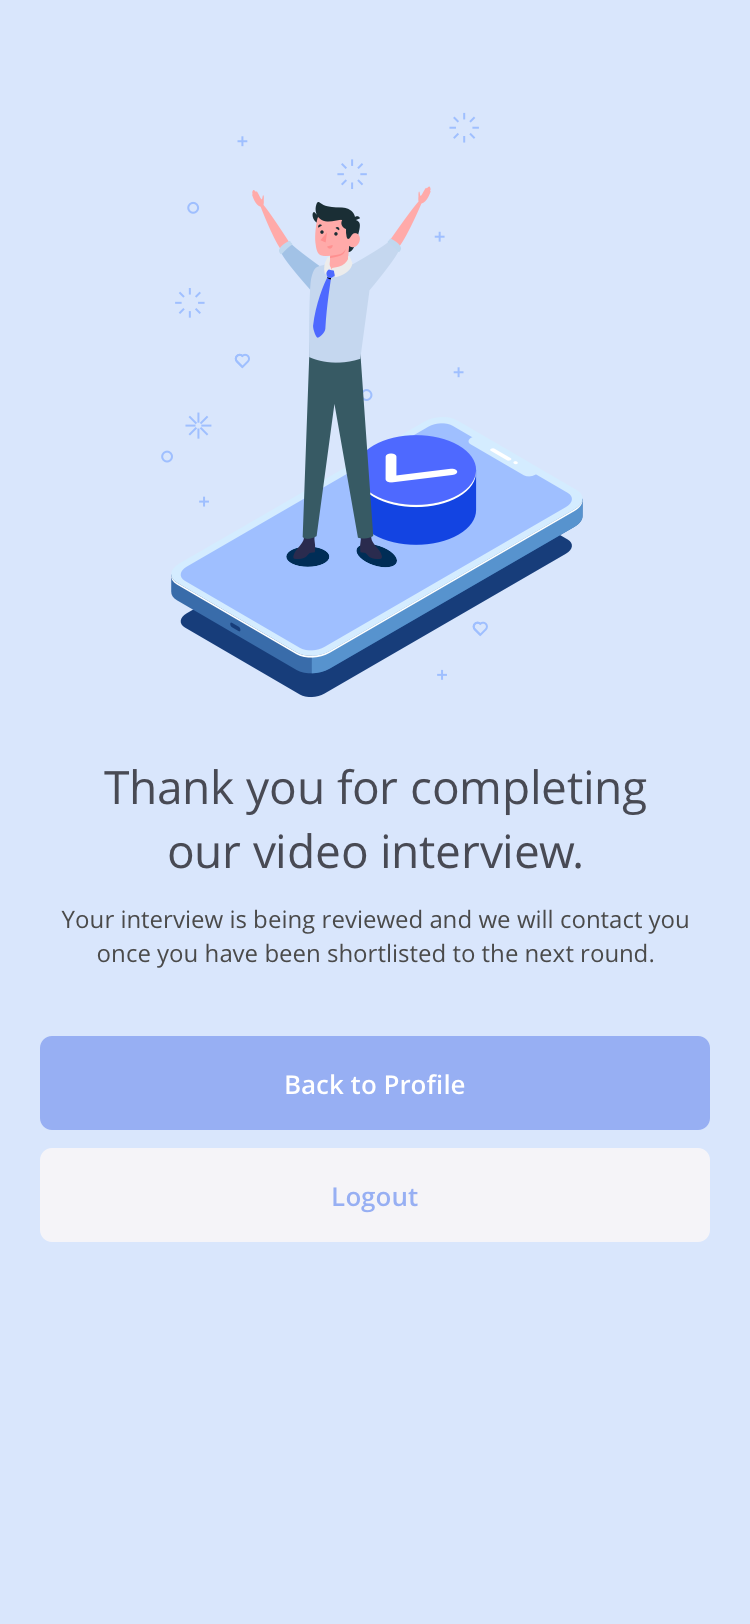 Thank you for completing
our video interview.
Your interview is being reviewed and we will contact you
once you have been shortlisted to the next round.
Back to Profile
Logout